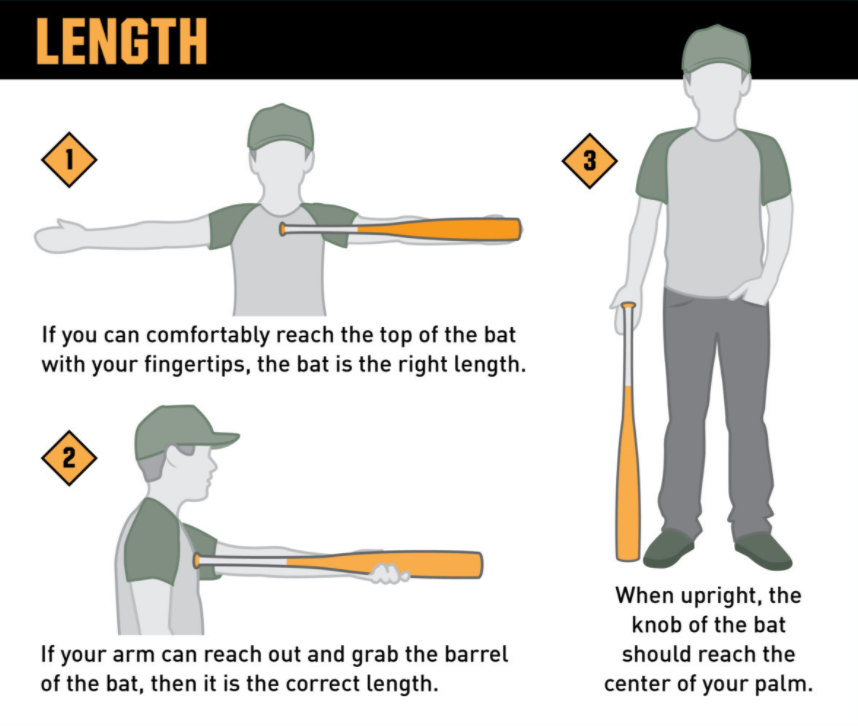 LENGTH
1
If you can comfortably reach the top of the bat
with your fingertips, the bat is the right length.
2
If your arm can reach out and grab the barrel
of the bat, then it is the correct length.
3
When upright, the
knob of the bat
should reach the
center of your palm.